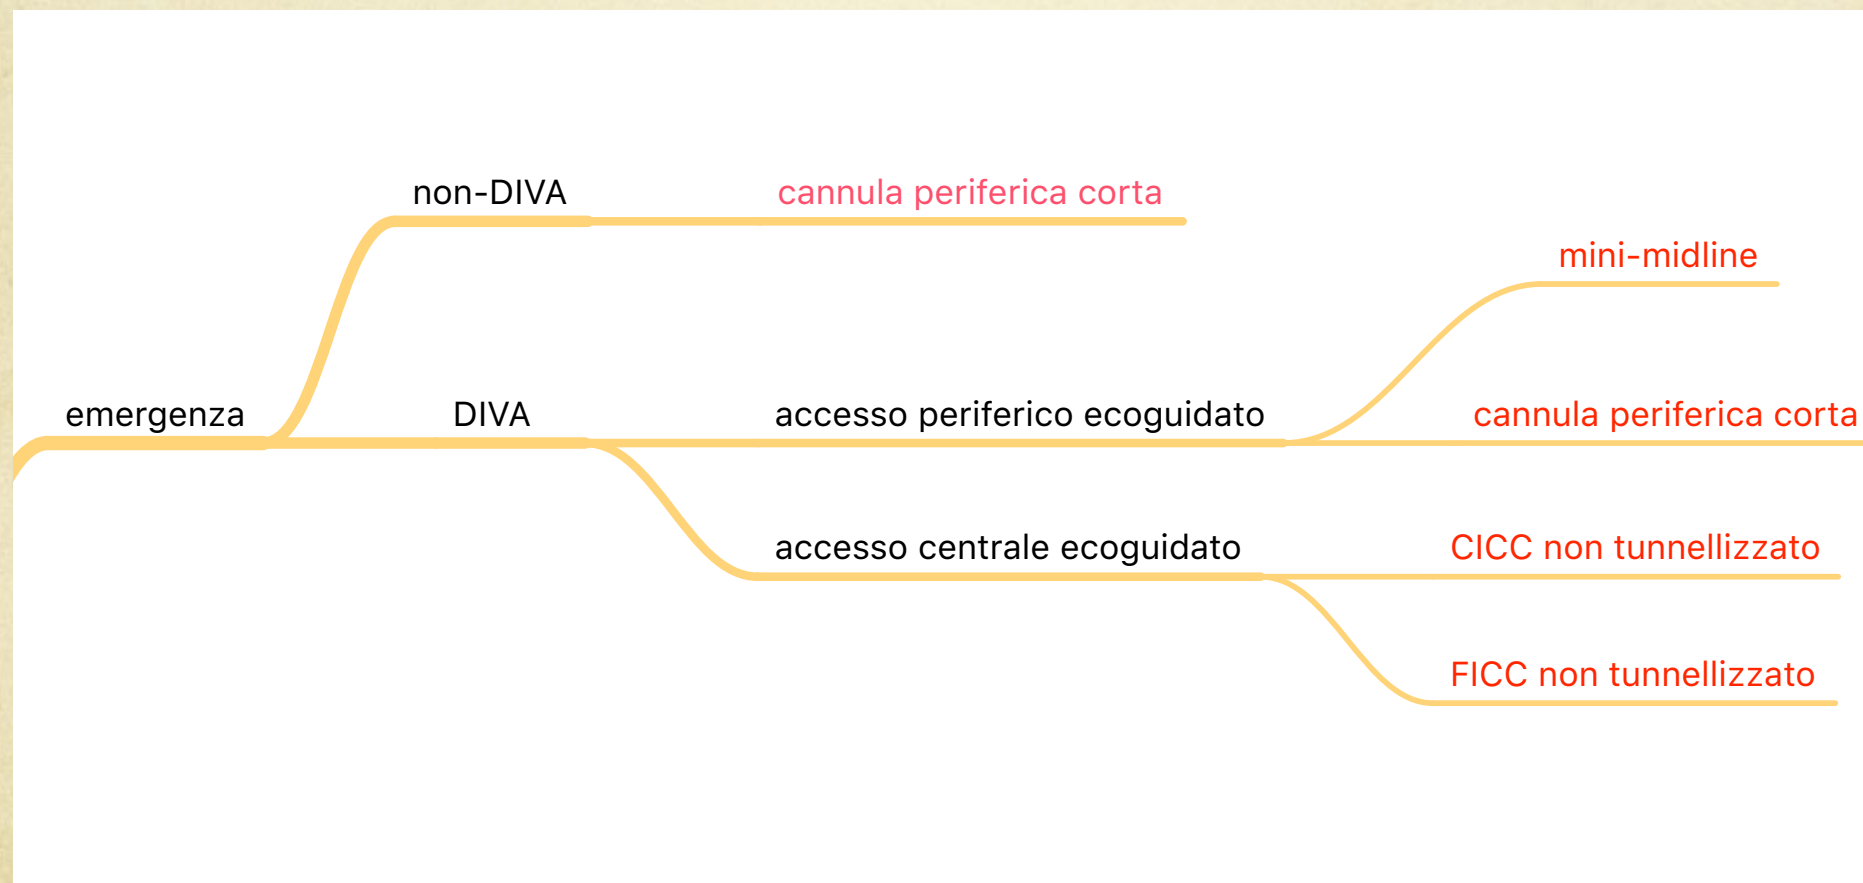 non-DIVA
cannula periferica corta
mini-midline
emergenza
DIVA
accesso periferico ecoguidato
cannula periferica corta
accesso centrale ecoguidato
CICC non tunnellizzato
FICC non tunnellizzato